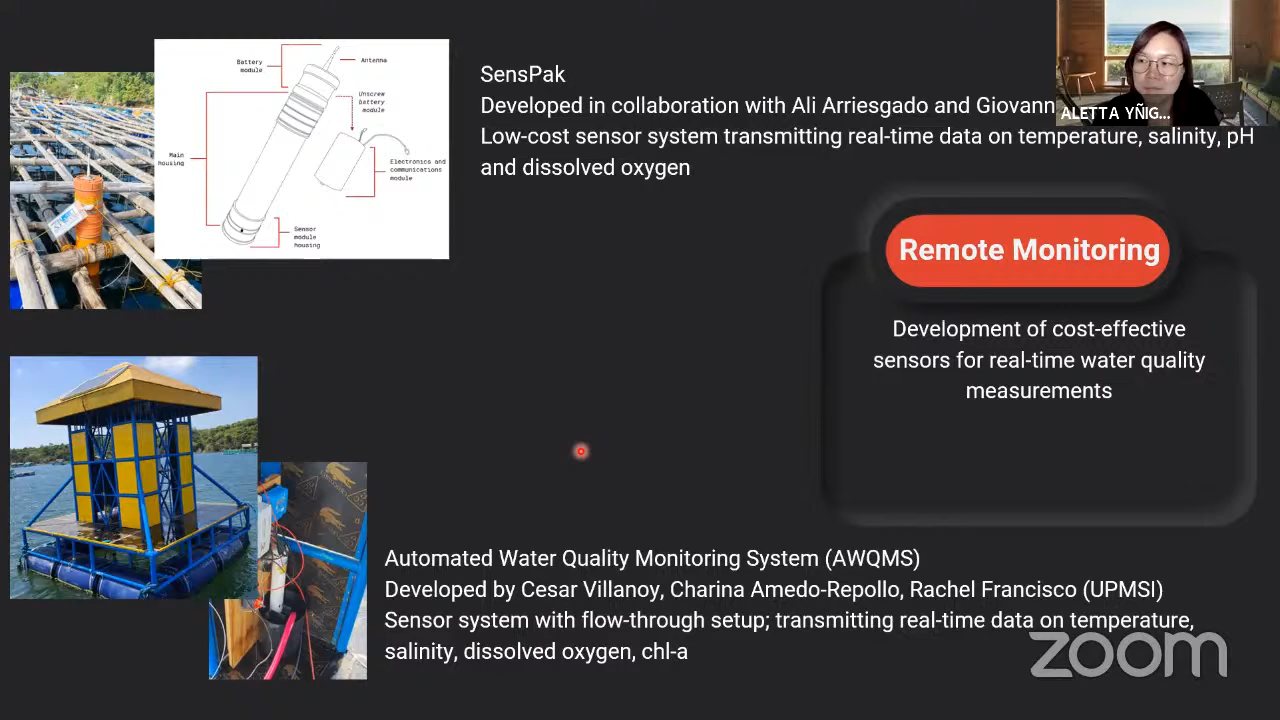 SensPak
Developed in collaboration with Ali Arriesgado and Giovann
Low-cost sensor system transmitting real-time data on temperature, salinity, pH
and dissolved oxygen
ALETTA YÑIG...
Battery
module
Antenna
Unscrew
battery
module
Main
housing
Electronics and
communications
module
Sensor
module
housing
Remote Monitoring
Development of cost-effective
sensors for real-time water quality
measurements
Automated Water Quality Monitoring System (AWQMS)
Developed by Cesar Villanoy, Charina Amedo-Repollo, Rachel Francisco (UPMSI)
Sensor system with flow-through setup; transmitting real-time data on temperature,
salinity, dissolved oxygen, chl-a
zoom